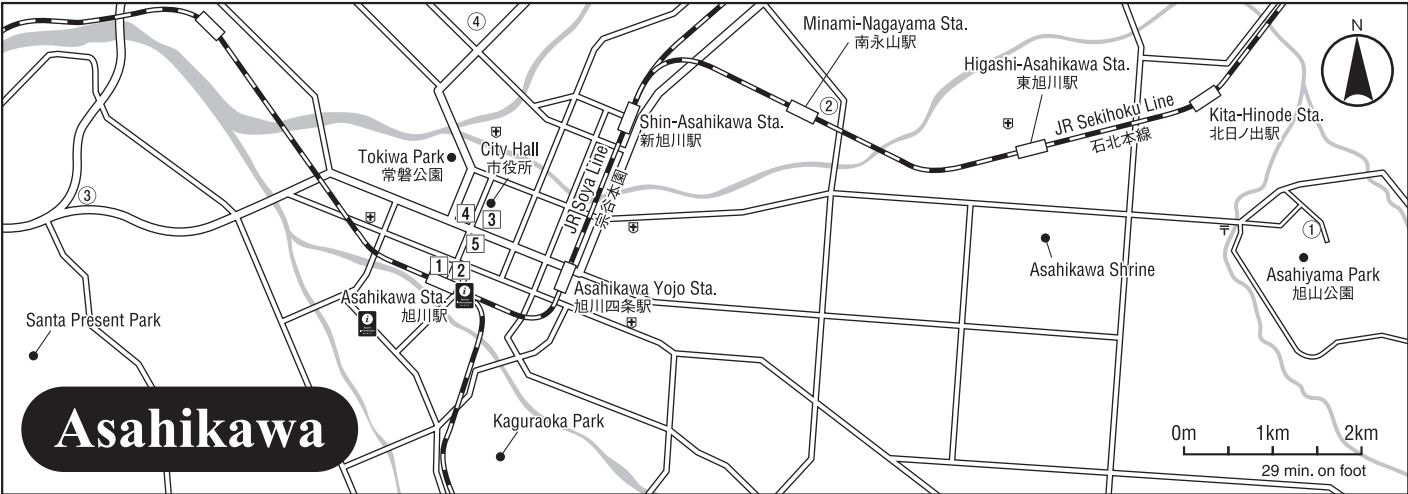 ④
Minami-Nagayama Sta.
南永山駅
N
Higashi-Asahikawa Sta.
東旭川駅
②
JR Sekihoku Line
石北本線
Kita-Hinode Sta.
北日ノ出駅
Shin-Asahikawa Sta.
新旭川駅
City Hall
市役所
Tokiwa Park
常磐公園
JR Soya Line
宗谷本園ー
③
4
3
5
1
2
①
〒
Asahikawa Shrine
Asahiyama Park
旭山公園
Asahikawa Sta.
旭川駅
Asahikawa Yojo Sta.
旭川四条駅
i
i
Santa Present Park
Kaguraoka Park
Asahikawa
0m 1km 2km
29 min. on foot